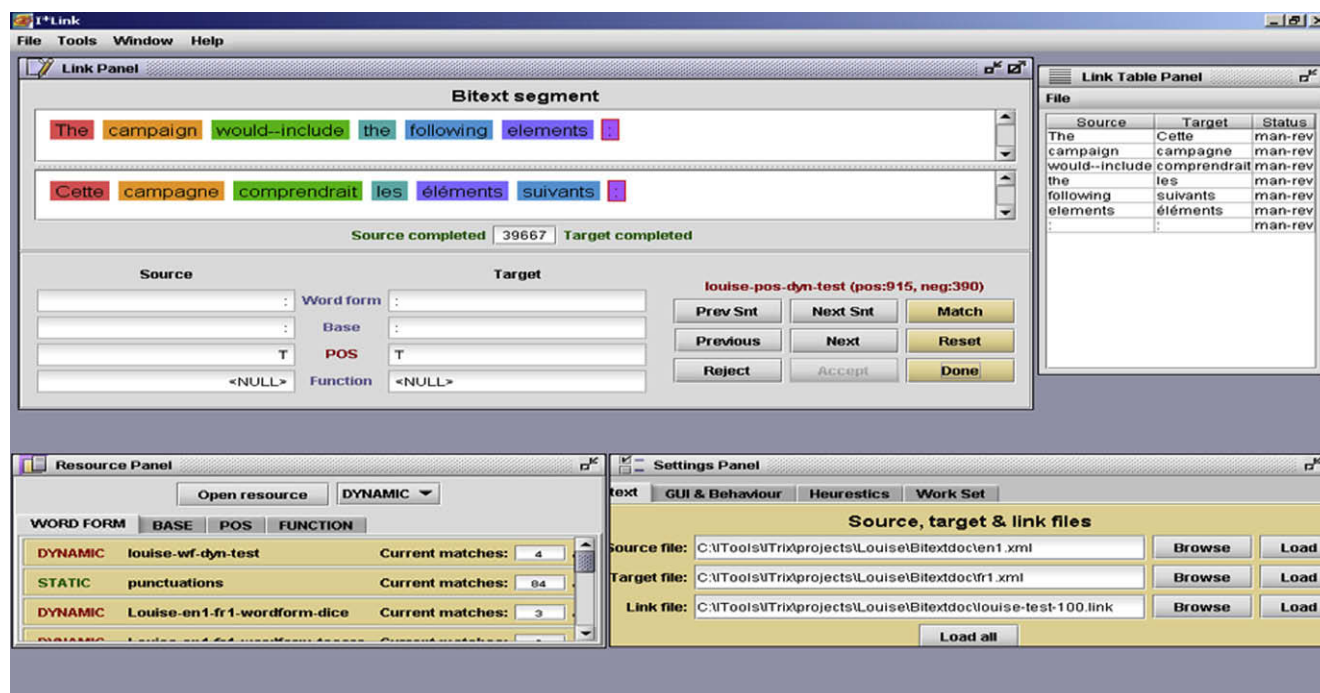 I*Link
File Tools Window Help
Link Panel
Bitext segment
The campaign would--include the following elements :
Cette campagne comprendrait les éléments suivants :
Source completed 39667 Target completed
Source Target
: Word form :
: Base :
T POS T
<NULL> Function <NULL>
louise-pos-dyn-test (pos:915, neg:390)
Prev Snt Next Snt Match
Previous Next Reset
Reject Accept Done
Link Table Panel
File
Source Target Status
The Cette man-rev
campaign campagne man-rev
would--include comprendrait man-rev
the les man-rev
following suivants man-rev
elements éléments man-rev
: : man-rev
Resource Panel
Open resource DYNAMIC
WORD FORM BASE POS FUNCTION
DYNAMIC louise-wf-dyn-test Current matches: 4
STATIC punctuations Current matches: 84
DYNAMIC Louise-en1-fr1-wordform-dice Current matches: 3
Settings Panel
text GUI & Behaviour Heurestics Work Set
Source, target & link files
Source file: C:\ITools\ITrix\projects\Louise\Bitextdoc\en1.xml Browse Load
Target file: C:\ITools\ITrix\projects\Louise\Bitextdoc\fr1.xml Browse Load
Link file: C:\ITools\ITrix\projects\Louise\Bitextdoc\louise-test-100.link Browse Load
Load all